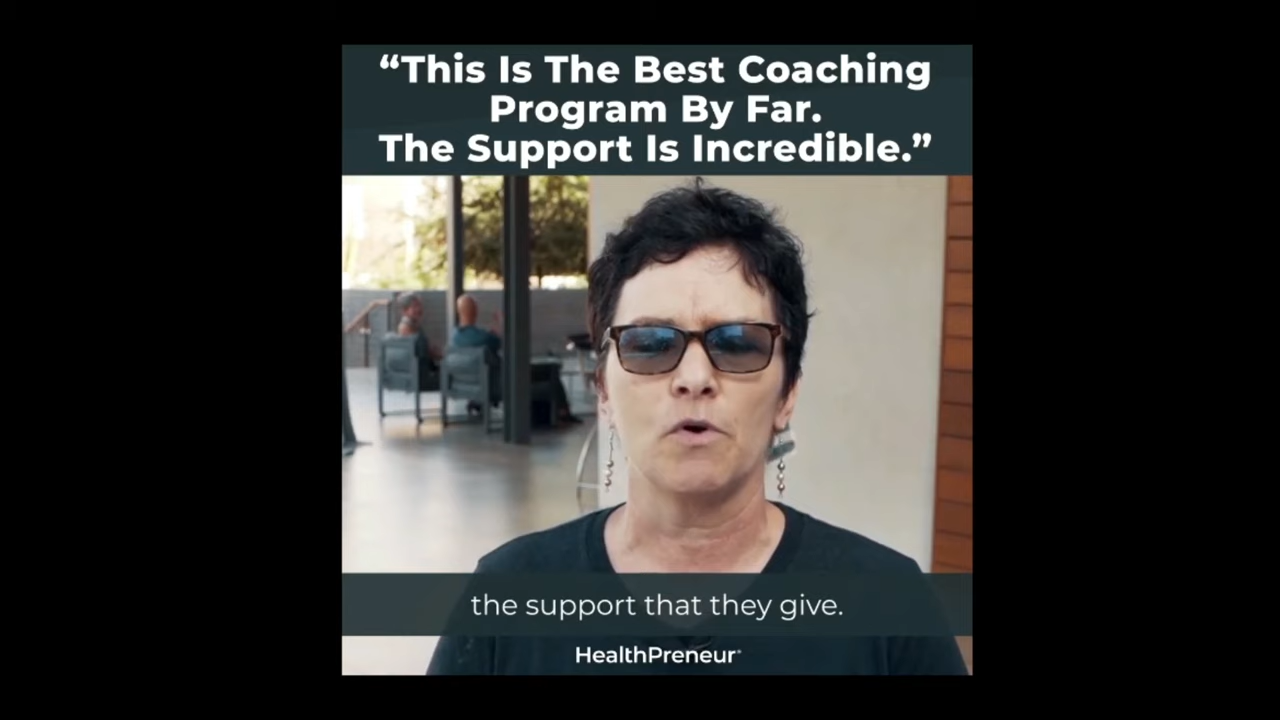 “This Is The Best Coaching
Program By Far.
The Support Is Incredible.”
the support that they give.
HealthPreneur